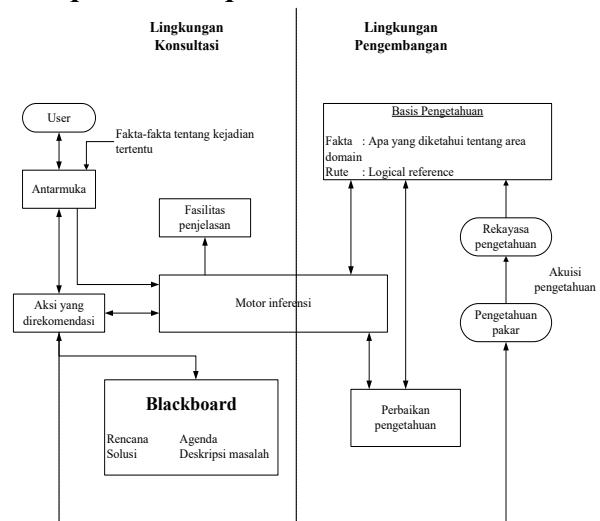 Lingkungan
Konsultasi
Lingkungan
Pengembangan
User
Fakta-fakta tentang kejadian
tertentu
Antarmuka
Basis Pengetahuan
Fakta : Apa yang diketahui tentang area
domain
Rute : Logical reference
Fasilitas
penjelasan
Rekayasa
pengetahuan
Akuisi
pengetahuan
Aksi yang
direkomendasi
Motor inferensi
Pengetahuan
pakar
Blackboard
Rencana Agenda
Solusi Deskripsi masalah
Perbaikan
pengetahuan